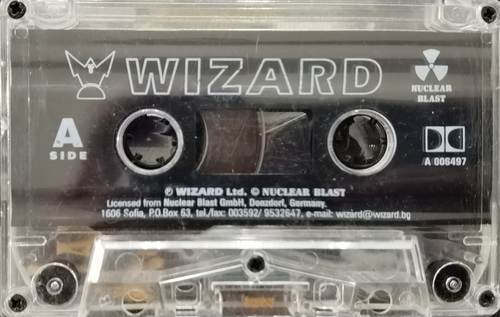 WIZARD
NUCLEAR
BLAST
A
SIDE
/A/006497
℗ WIZARD Ltd. © NUCLEAR BLAST
Licensed from Nuclear Blast GmbH, Donzdorf, Germany.
1606 Sofia, P.O.Box 63, tel./fax: 003592/ 9532647, e-mail: wizard@wizard.bg